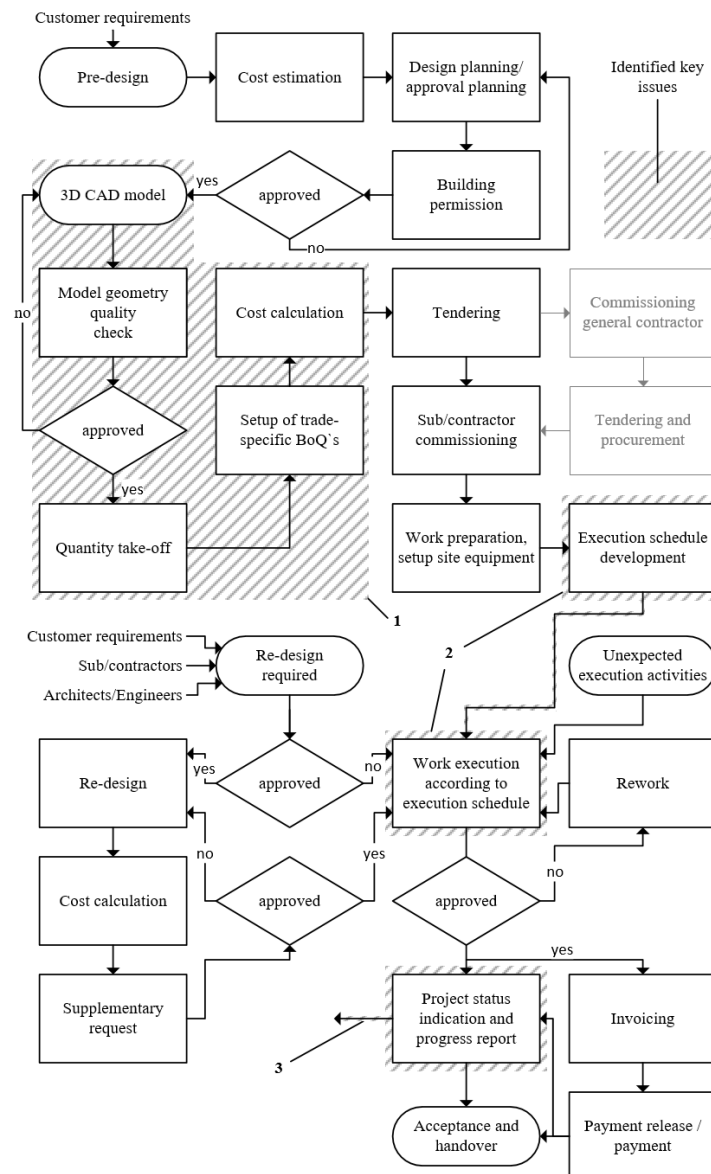 Customer requirements
Pre-design
Cost estimation
Design planning/
approval planning
Identified key
issues
3D CAD model
yes
approved
Building
permission
no
no
Model geometry
quality
check
Cost calculation
Tendering
Commissioning
general contractor
approved
Setup of trade-
specific BoQ`s
Sub/contractor
commissioning
Tendering and
procurement
yes
Quantity take-off
Work preparation,
setup site equipment
Execution schedule
development
1
Customer requirements
Sub/contractors
Architects/Engineers
Re-design
required
2
Unexpected
execution activities
Re-design
yes
approved
no
Work execution
according to
execution schedule
Rework
no
yes
Cost calculation
approved
approved
no
yes
Supplementary
request
Project status
indication and
progress report
Invoicing
3
Acceptance and
handover
Payment release /
payment